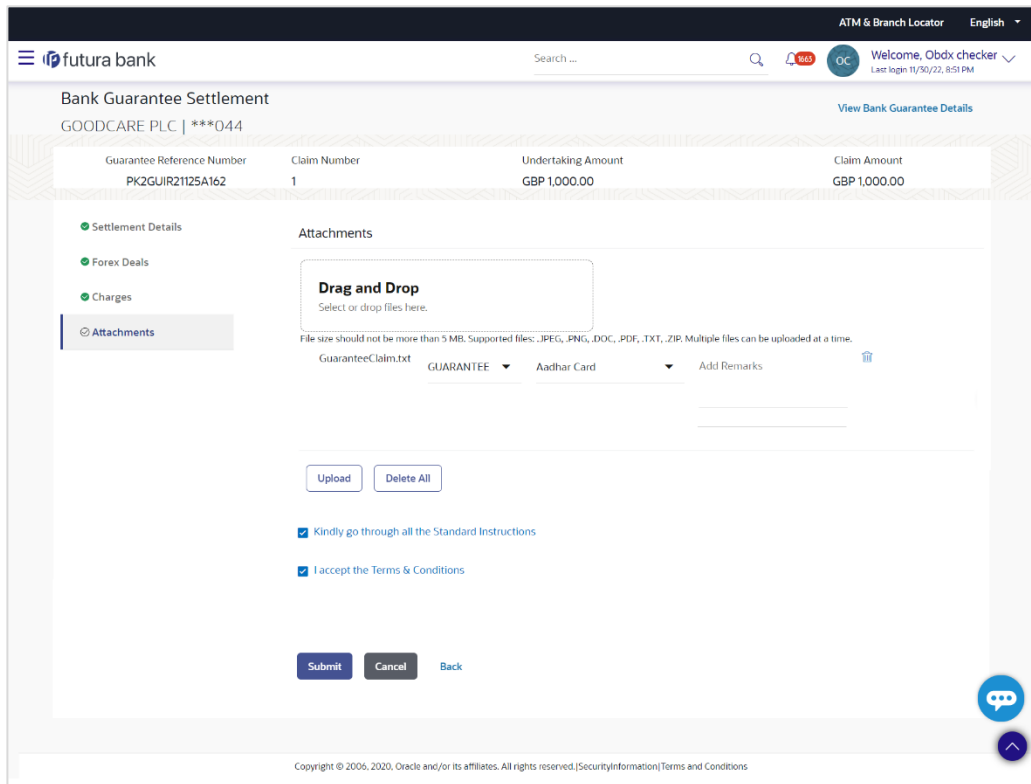 ATM & Branch Locator English
futura bank
Search ...
1663
OC
Welcome, Obdx checker
Last login 11/30/22, 8:51 PM
Bank Guarantee Settlement
View Bank Guarantee Details
GOODCARE PLC | ***044
Guarantee Reference Number Claim Number Undertaking Amount Claim Amount
PK2GUIR21125A162 1 GBP 1,000.00 GBP 1,000.00
Settlement Details
Forex Deals
Charges
Attachments
Attachments
Drag and Drop
Select or drop files here.
File size should not be more than 5 MB. Supported files: .JPEG, .PNG, .DOC, .PDF, .TXT, .ZIP. Multiple files can be uploaded at a time.
GuaranteeClaim.txt GUARANTEE Aadhar Card Add Remarks
Upload Delete All
Kindly go through all the Standard Instructions
I accept the Terms & Conditions
Submit Cancel Back
Copyright © 2006, 2020, Oracle and/or its affiliates. All rights reserved.|SecurityInformation|Terms and Conditions